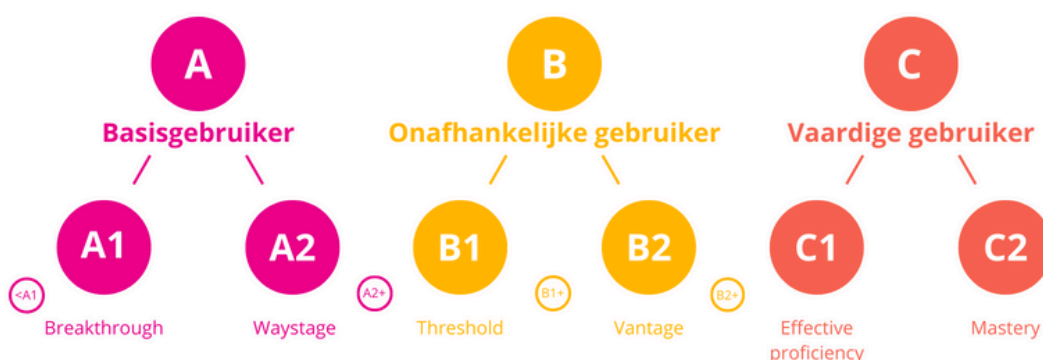 A
B
C
Basisgebruiker
Onafhankelijke gebruiker
Vaardige gebruiker
A1
A2
B1
B2
C1
C2
<A1
A2+
B1+
B2+
Breakthrough
Waystage
Threshold
Vantage
Effective
proficiency
Mastery